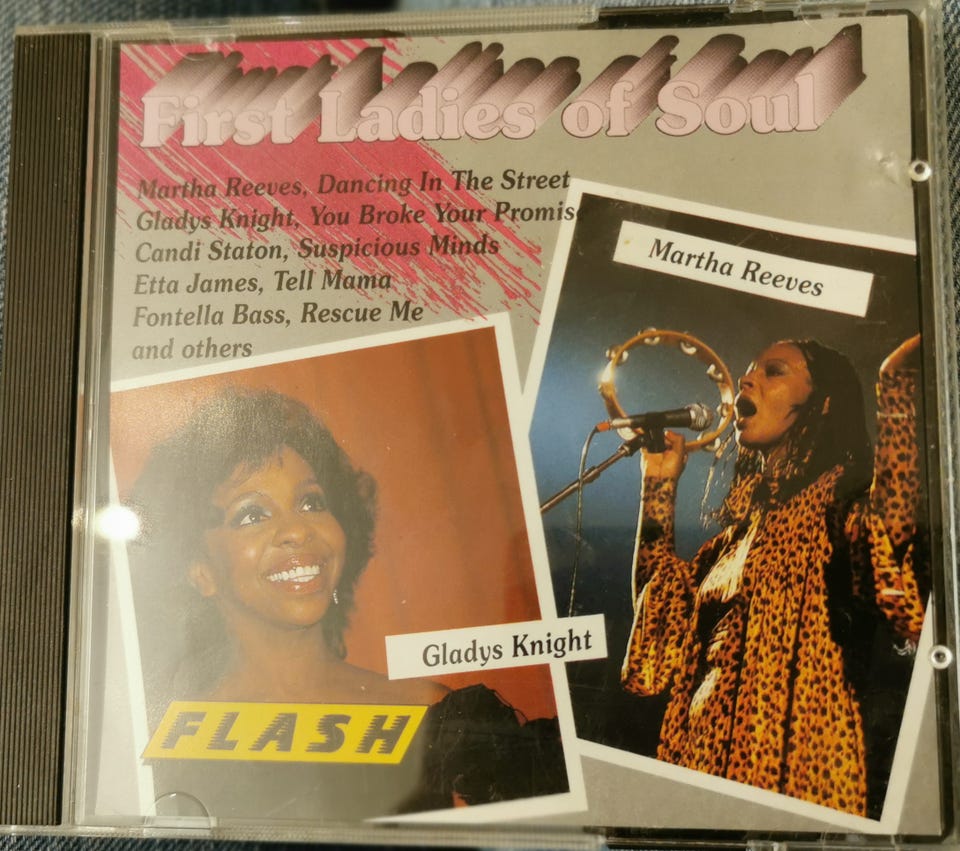 First Ladies of Soul
Martha Reeves, Dancing In The Street
Gladys Knight, You Broke Your Promis
Candi Staton, Suspicious Minds
Etta James, Tell Mama
Fontella Bass, Rescue Me
and others
Martha Reeves
Gladys Knight
FLASH